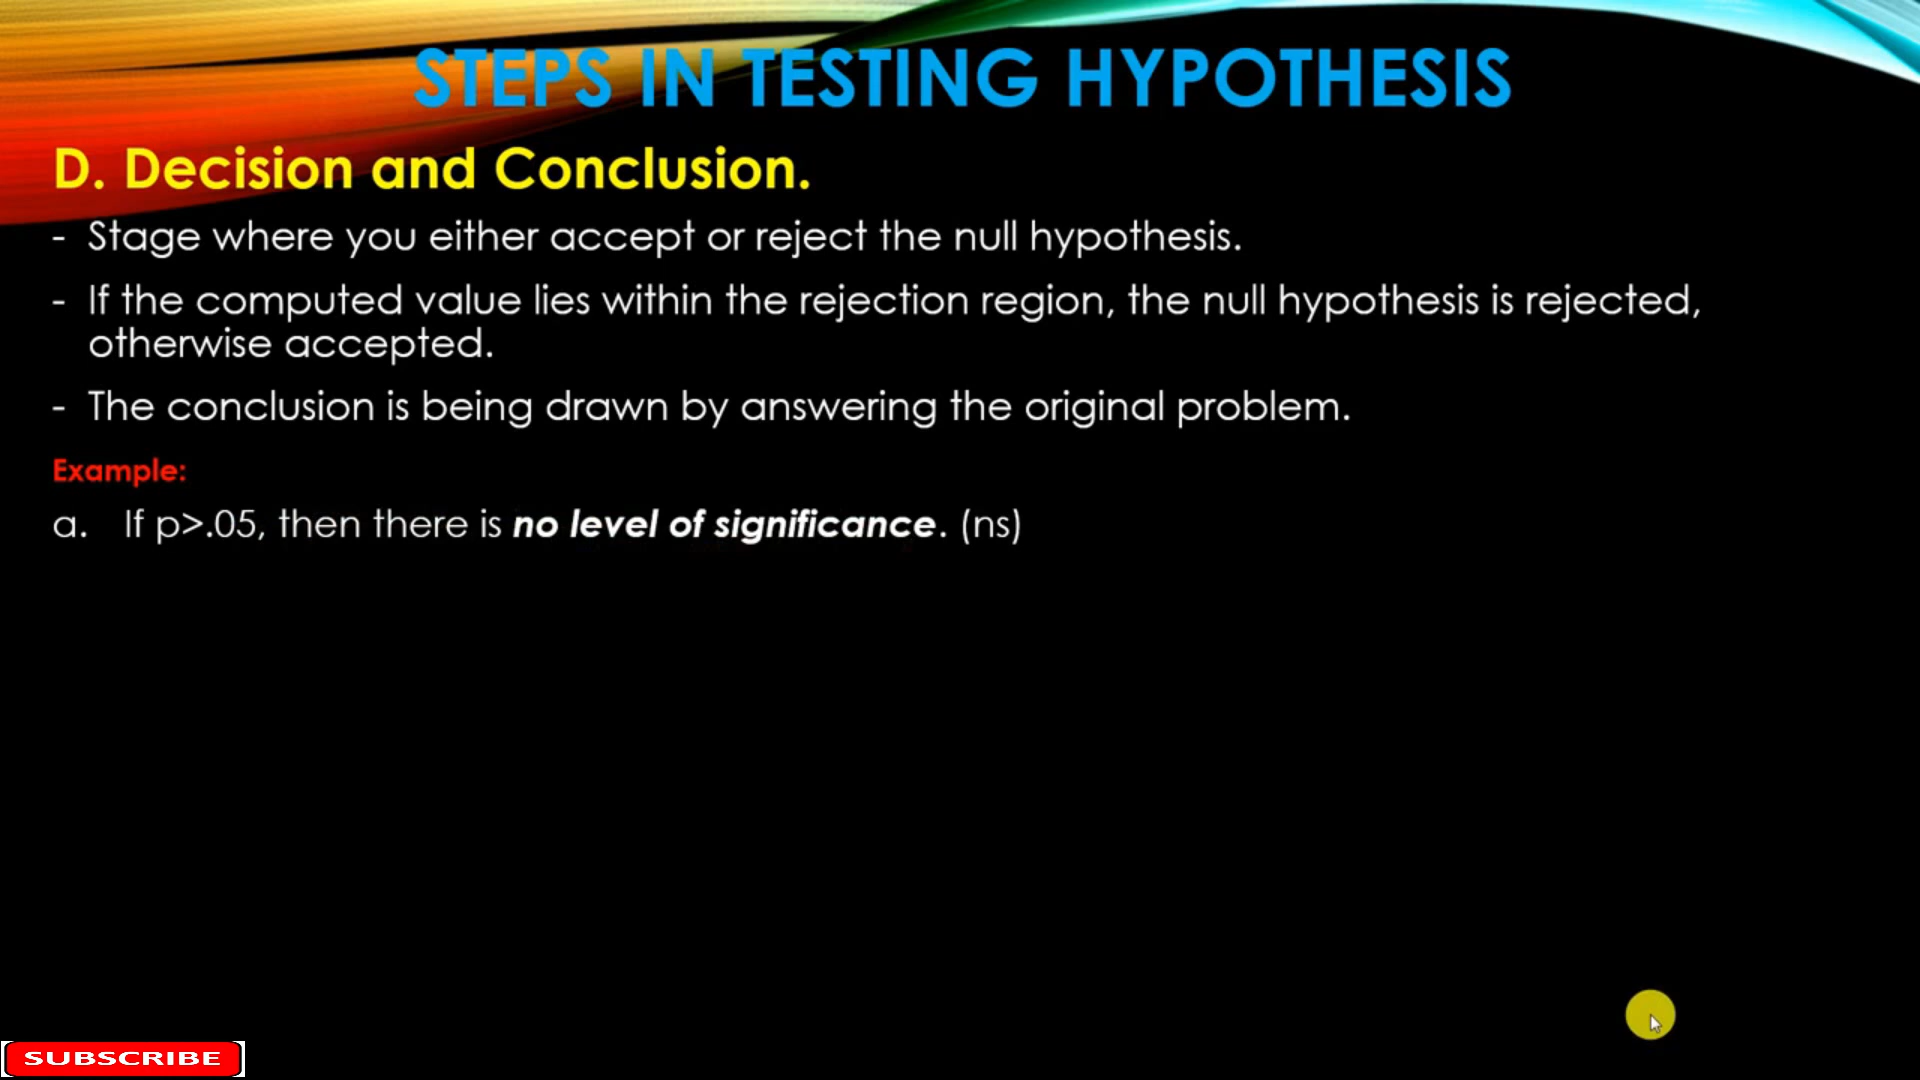 STEPS IN TESTING HYPOTHESIS
D. Decision and Conclusion.
- Stage where you either accept or reject the null hypothesis.
- If the computed value lies within the rejection region, the null hypothesis is rejected,
otherwise accepted.
- The conclusion is being drawn by answering the original problem.
Example:
a. If p>.05, then there is no level of significance. (ns)
SUBSCRIBE